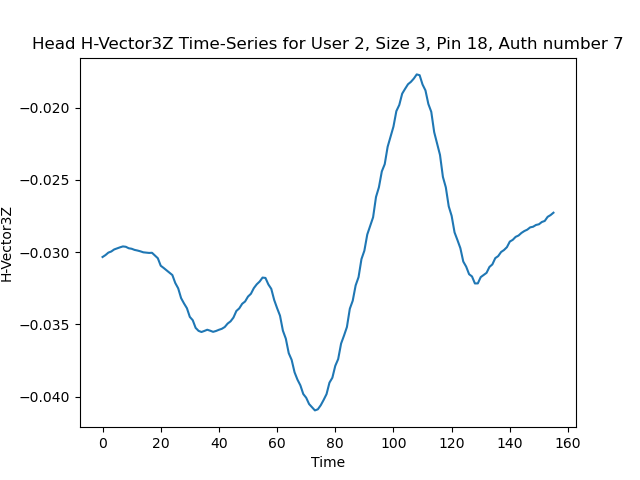 Head H-Vector3Z Time-Series for User 2, Size 3, Pin 18, Auth number 7
H-Vector3Z
−0.020
−0.025
−0.030
−0.035
−0.040
0 20 40 60 80 100 120 140 160
Time